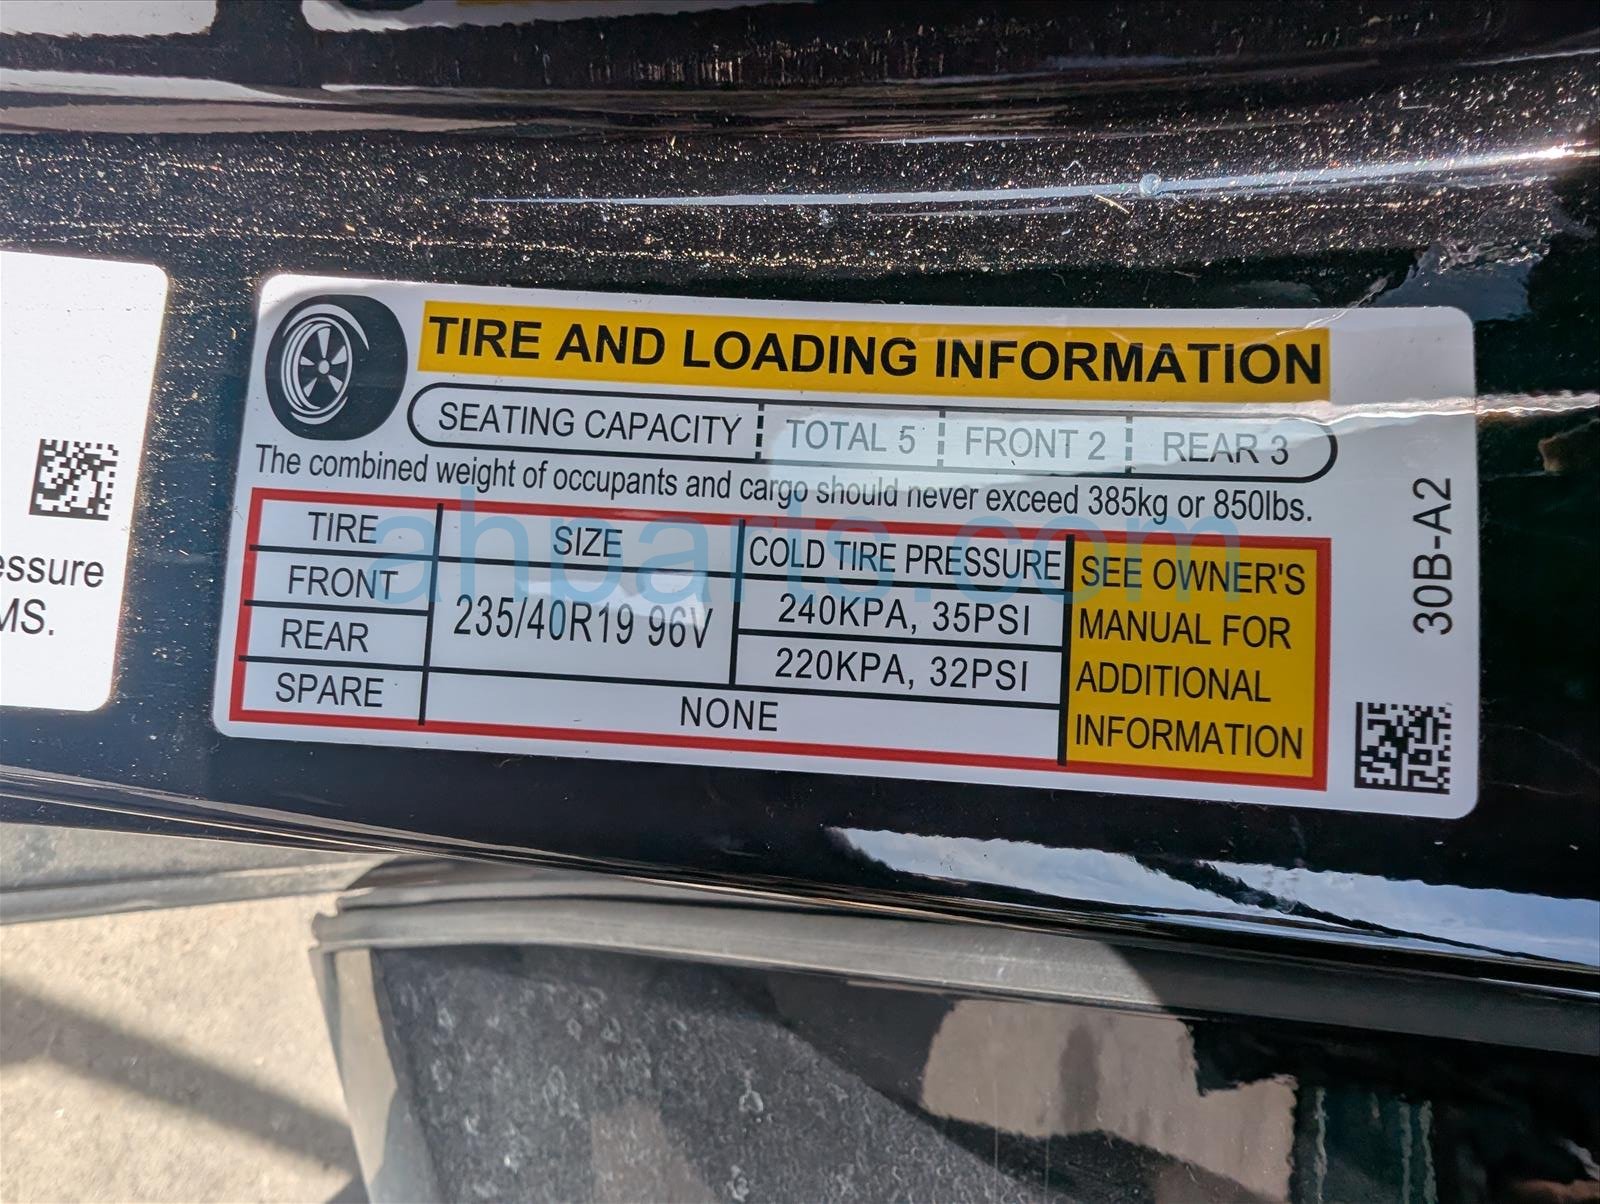 TIRE AND LOADING INFORMATION
SEATING CAPACITY TOTAL 5 FRONT 2 REAR 3
The combined weight of occupants and cargo should never exceed 385kg or 850lbs.
TIRE SIZE COLD TIRE PRESSURE
FRONT 235/40R19 96V 240KPA, 35PSI
REAR 220KPA, 32PSI
SPARE NONE
SEE OWNER'S
MANUAL FOR
ADDITIONAL
INFORMATION
30B-A2
essure
MS.
ahparts.com